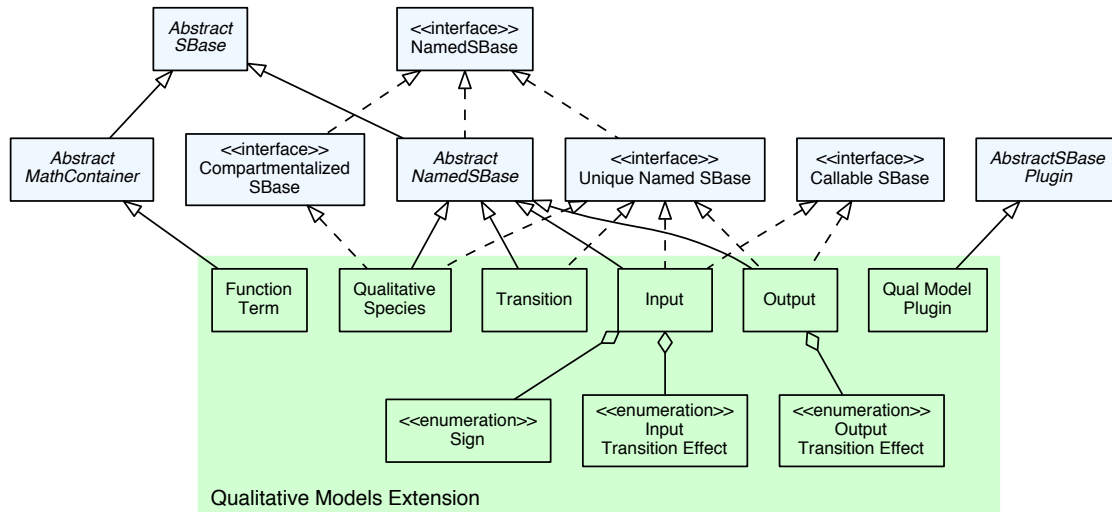 Abstract
SBase
<<interface>>
NamedSBase
Abstract
MathContainer
<<interface>>
Compartmentalized
SBase
Abstract
NamedSBase
<<interface>>
Unique Named SBase
<<interface>>
Callable SBase
AbstractSBase
Plugin
Function
Term
Qualitative
Species
Transition
Input
Output
Qual Model
Plugin
<<enumeration>>
Sign
<<enumeration>>
Input
Transition Effect
<<enumeration>>
Output
Transition Effect
Qualitative Models Extension